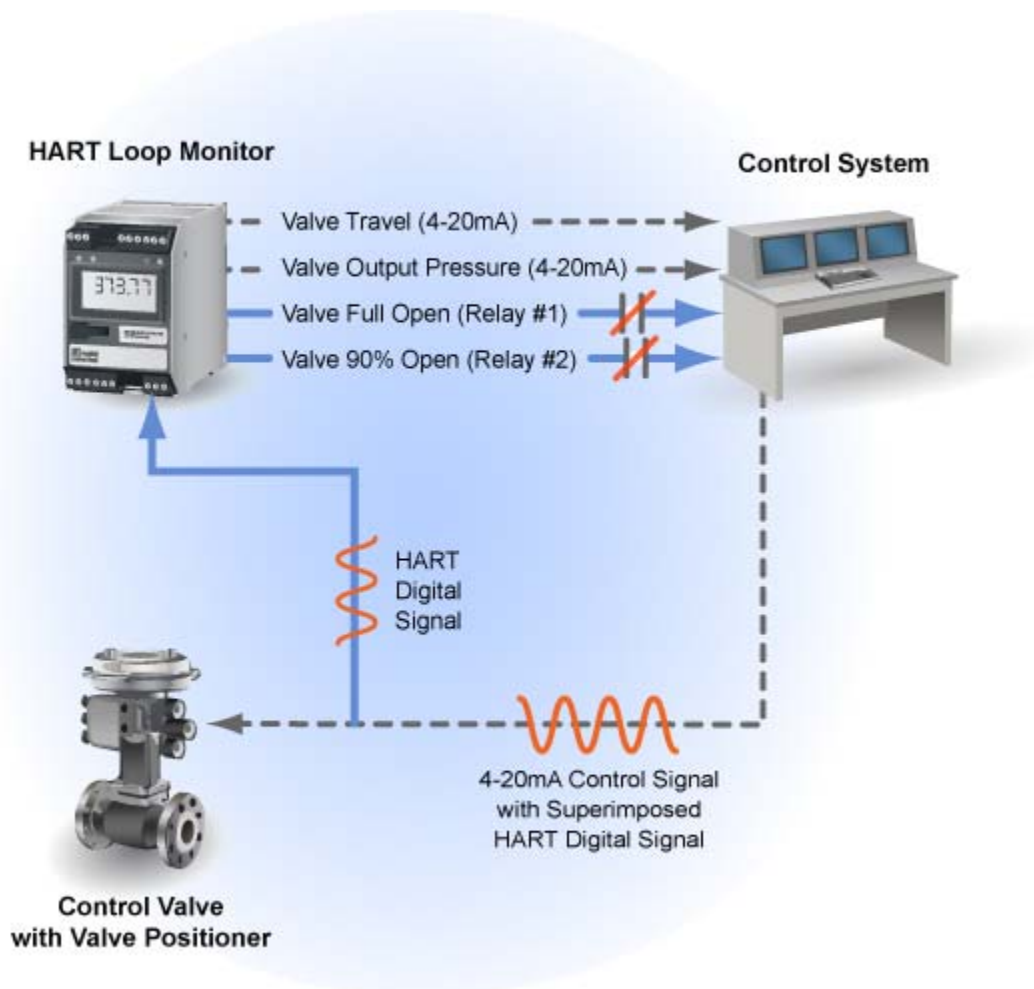 HART Loop Monitor
Control System
373.77
Valve Travel (4-20mA)
Valve Output Pressure (4-20mA)
Valve Full Open (Relay #1)
Valve 90% Open (Relay #2)
HART
Digital
Signal
4-20mA Control Signal
with Superimposed
HART Digital Signal
Control Valve
with Valve Positioner